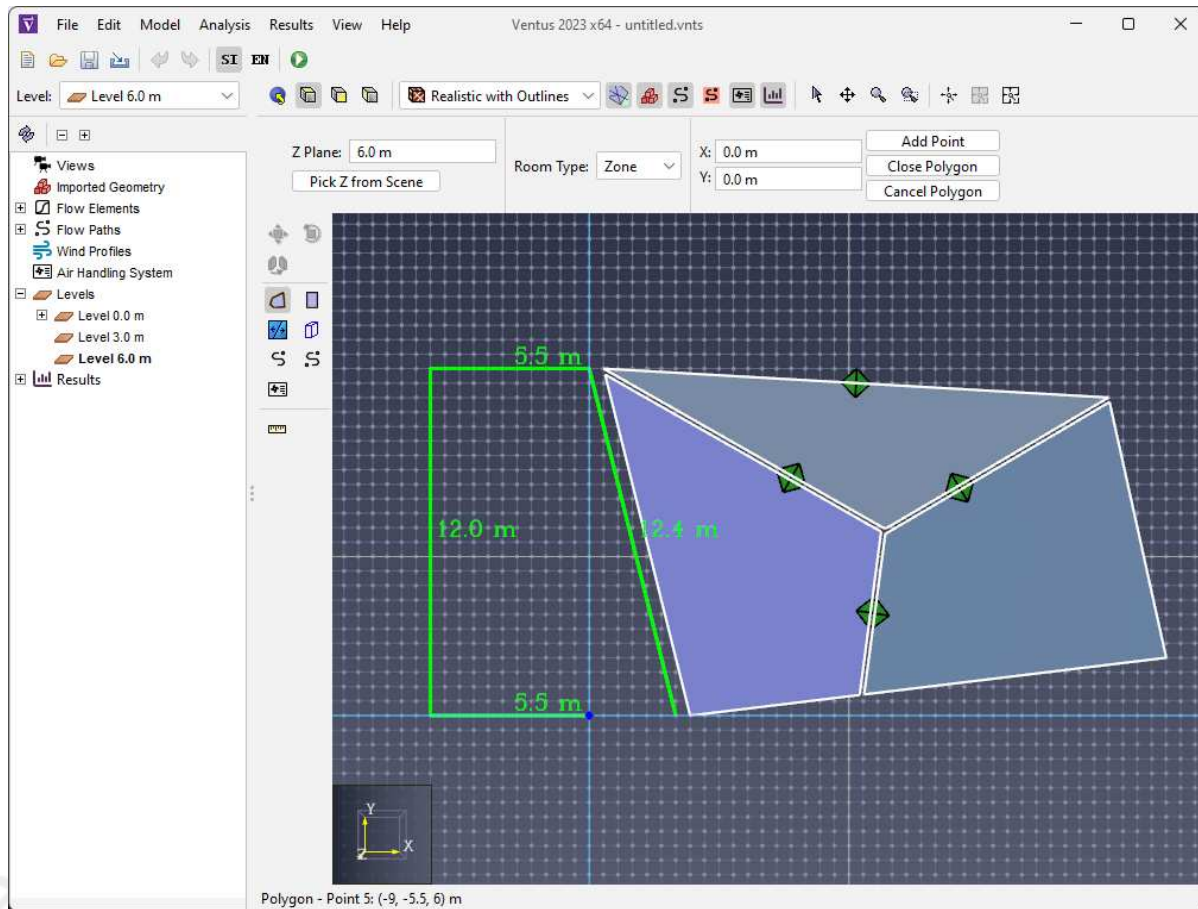 File Edit Model Analysis Results View Help Ventus 2023 x64 - untitled.vnts
SI EN
Level: Level 6.0 m Realistic with Outlines
Z Plane: 6.0 m
Pick Z from Scene
Room Type: Zone
X: 0.0 m
Y: 0.0 m
Add Point
Close Polygon
Cancel Polygon
Views
Imported Geometry
Flow Elements
Flow Paths
Wind Profiles
Air Handling System
Levels
Level 0.0 m
Level 3.0 m
Level 6.0 m
Results
5.5 m
12.0 m 12.4 m
5.5 m
Y
Z X
Polygon - Point 5: (-9, -5.5, 6) m